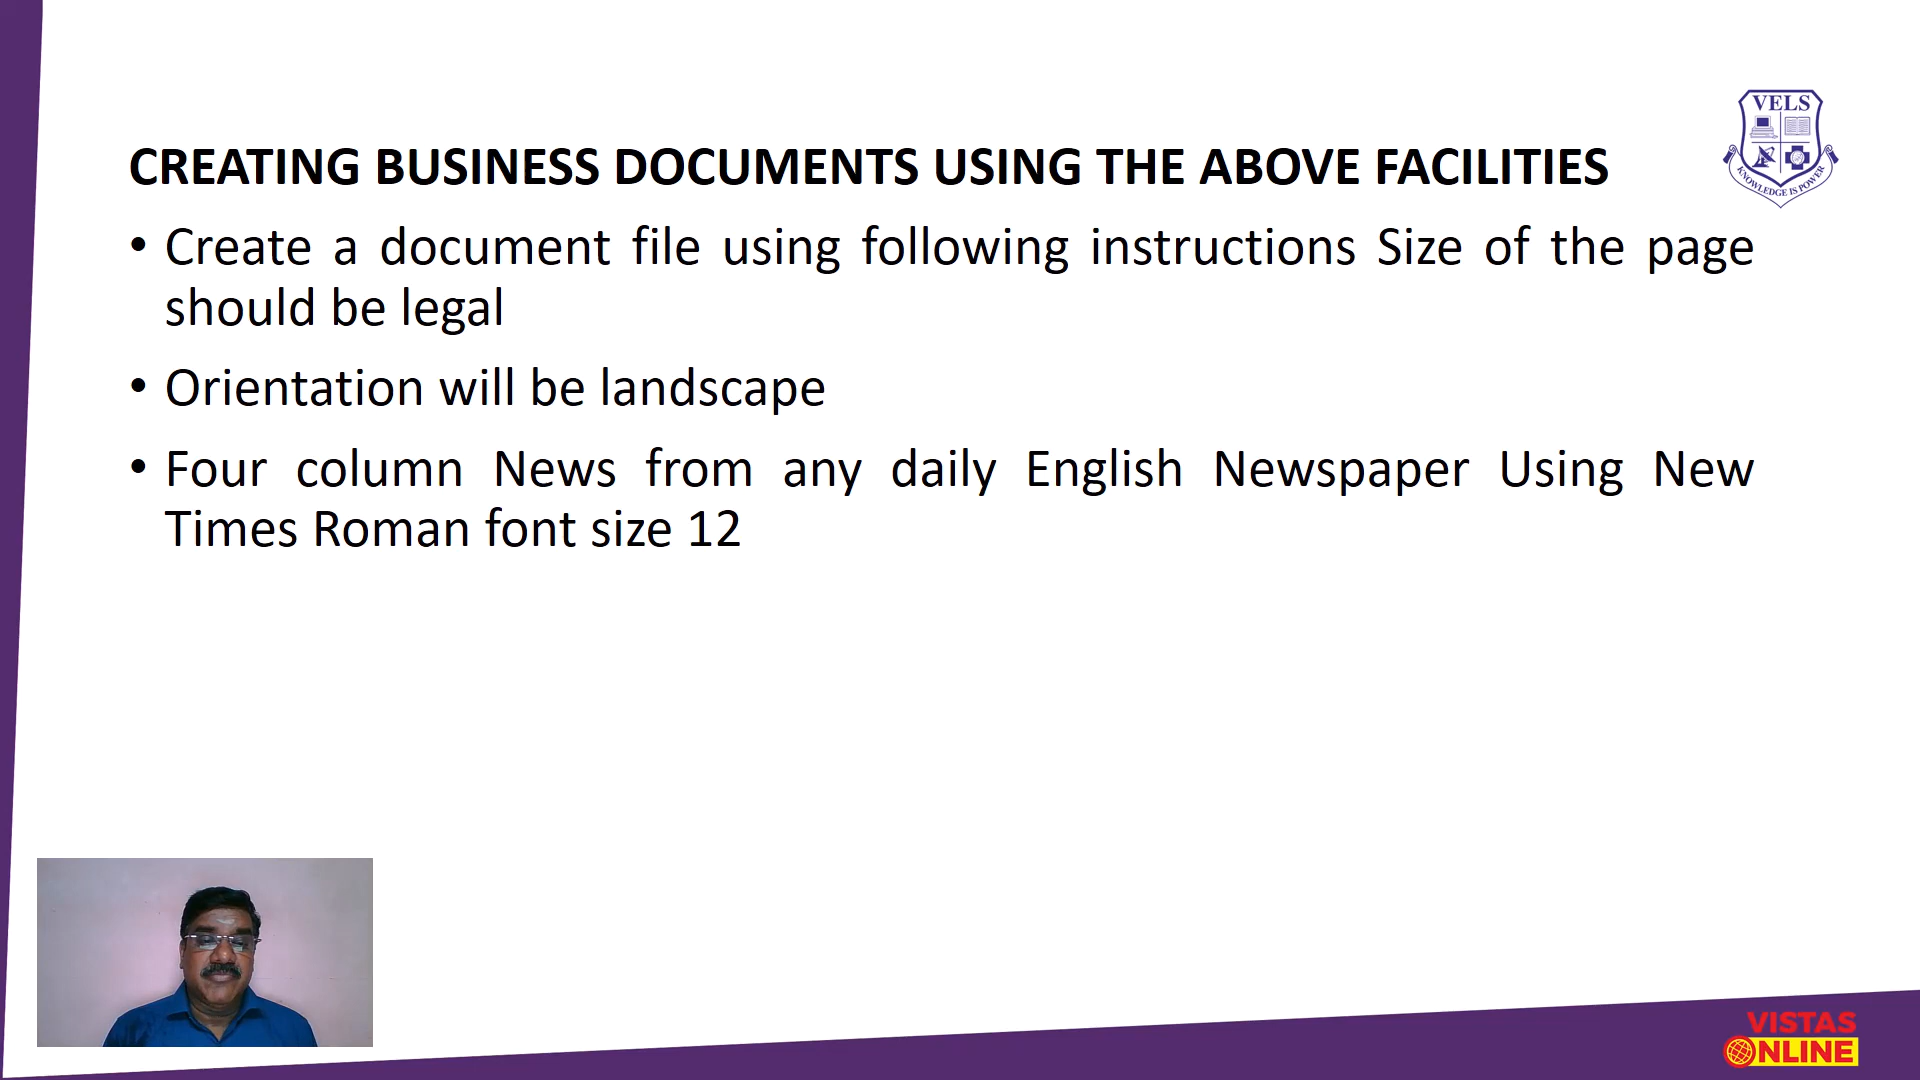 VELS
KNOWLEDGE IS POWER
CREATING BUSINESS DOCUMENTS USING THE ABOVE FACILITIES
• Create a document file using following instructions Size of the page
should be legal
• Orientation will be landscape
• Four column News from any daily English Newspaper Using New
Times Roman font size 12
VISTAS
ONLINE